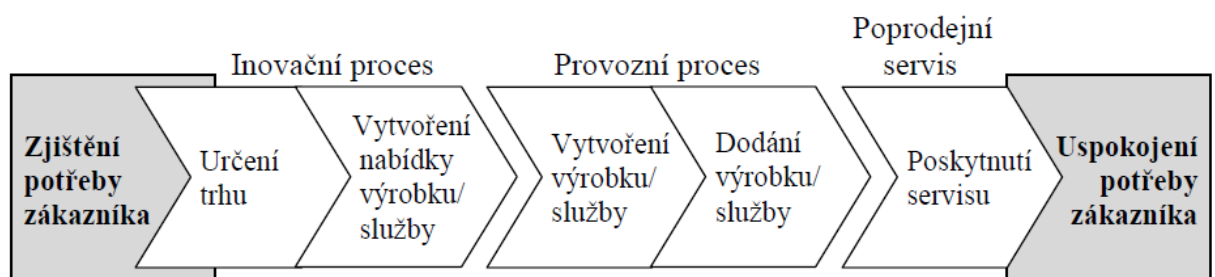 Inovační proces
Provozní proces
Poprodejní
servis
Zjištění
potřeby
zákazníka
Určení
trhu
Vytvoření
nabídky
výrobku/
služby
Vytvoření
výrobku/
služby
Dodání
výrobku/
služby
Poskytnutí
servisu
Uspokojení
potřeby
zákazníka